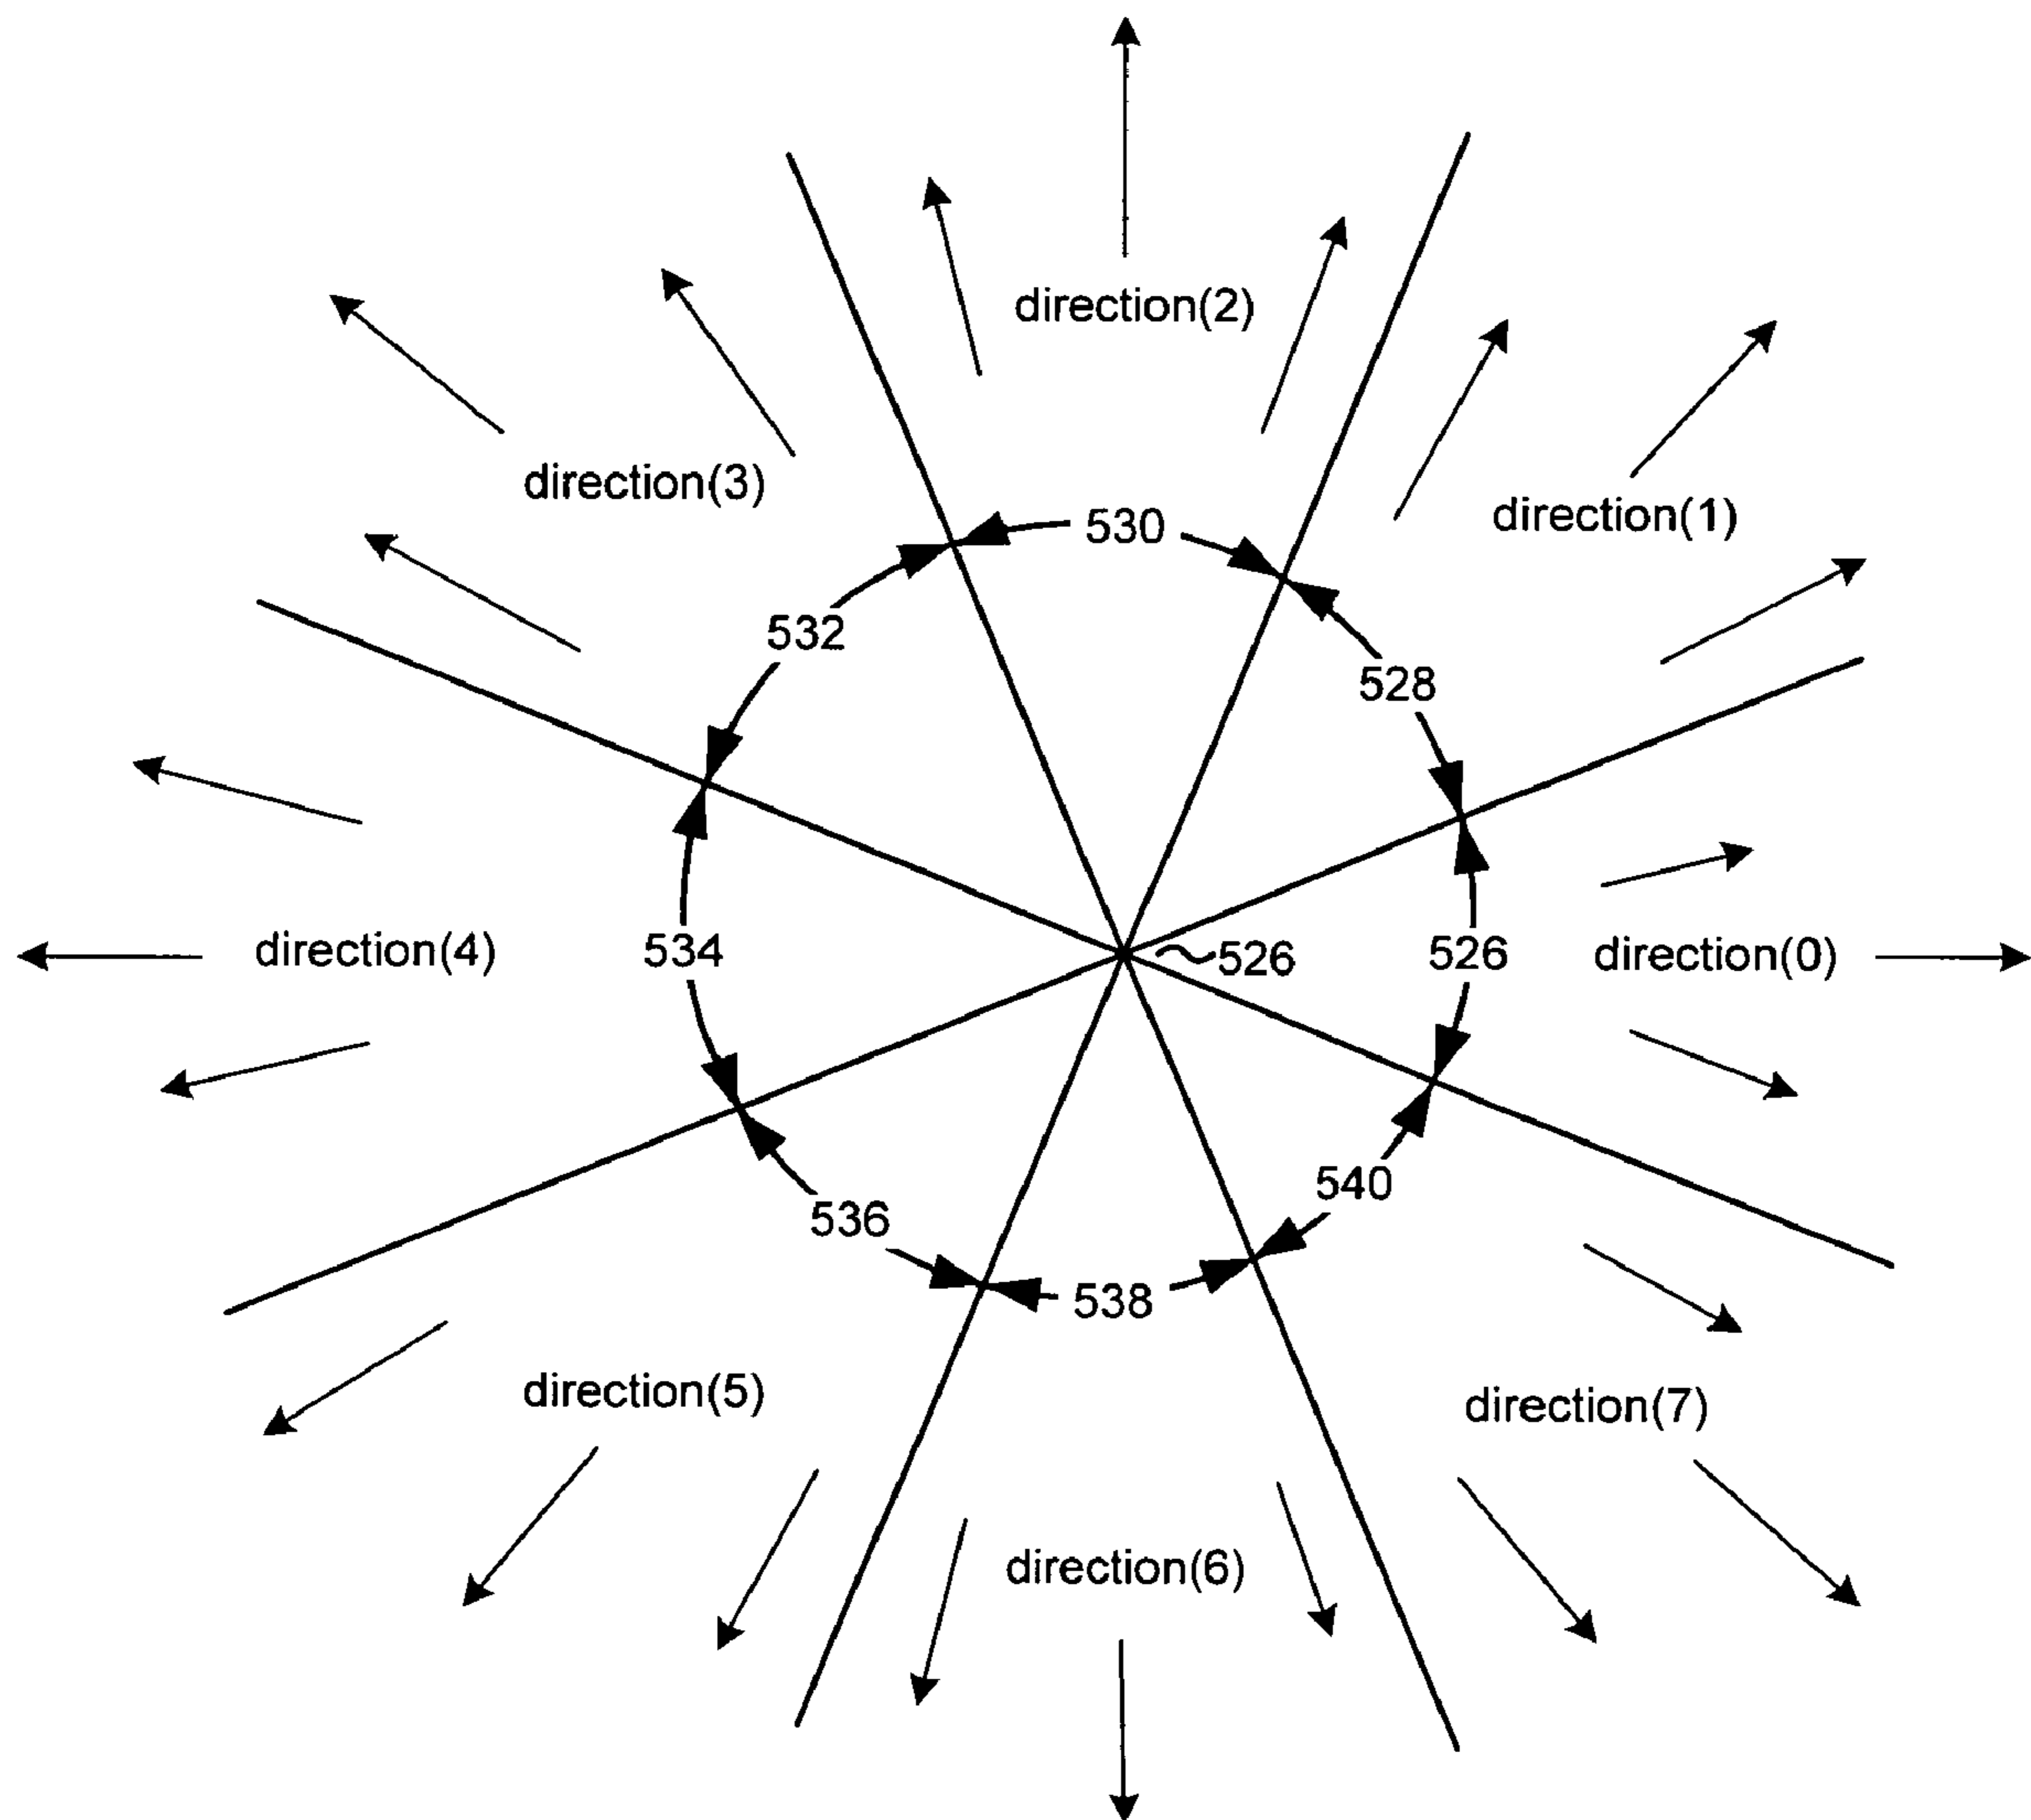 direction(2)
direction(3)
direction(1)
530
532
528
direction(4)
534
526
526
direction(0)
540
536
538
direction(5)
direction(7)
direction(6)